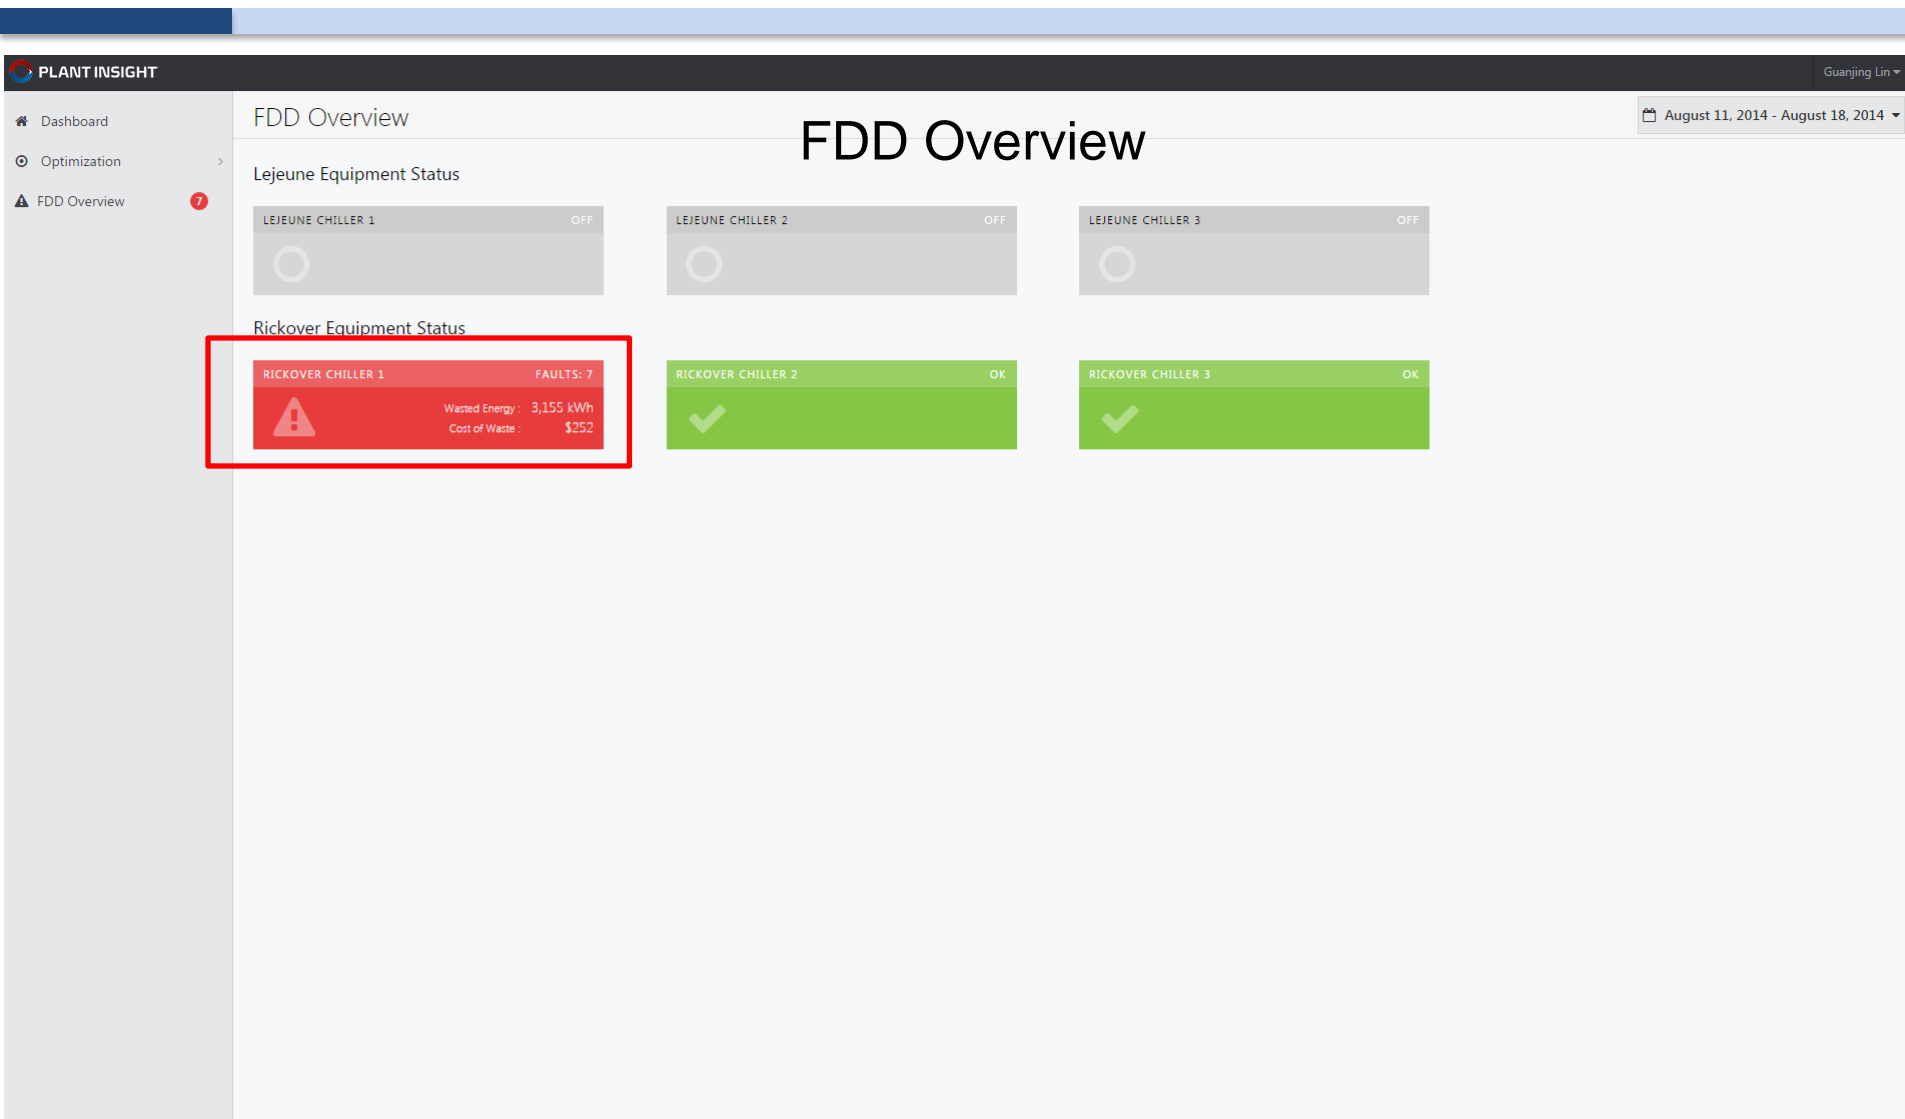 PLANT INSIGHT
Guanjing Lin
Dashboard
Optimization
FDD Overview
7
FDD Overview
FDD Overview
August 11, 2014 - August 18, 2014
Lejeune Equipment Status
LEJEUNE CHILLER 1 OFF
LEJEUNE CHILLER 2 OFF
LEJEUNE CHILLER 3 OFF
Rickover Equipment Status
RICKOVER CHILLER 1 FAULTS: 7
Wasted Energy : 3,155 kWh
Cost of Waste : $252
RICKOVER CHILLER 2 OK
RICKOVER CHILLER 3 OK